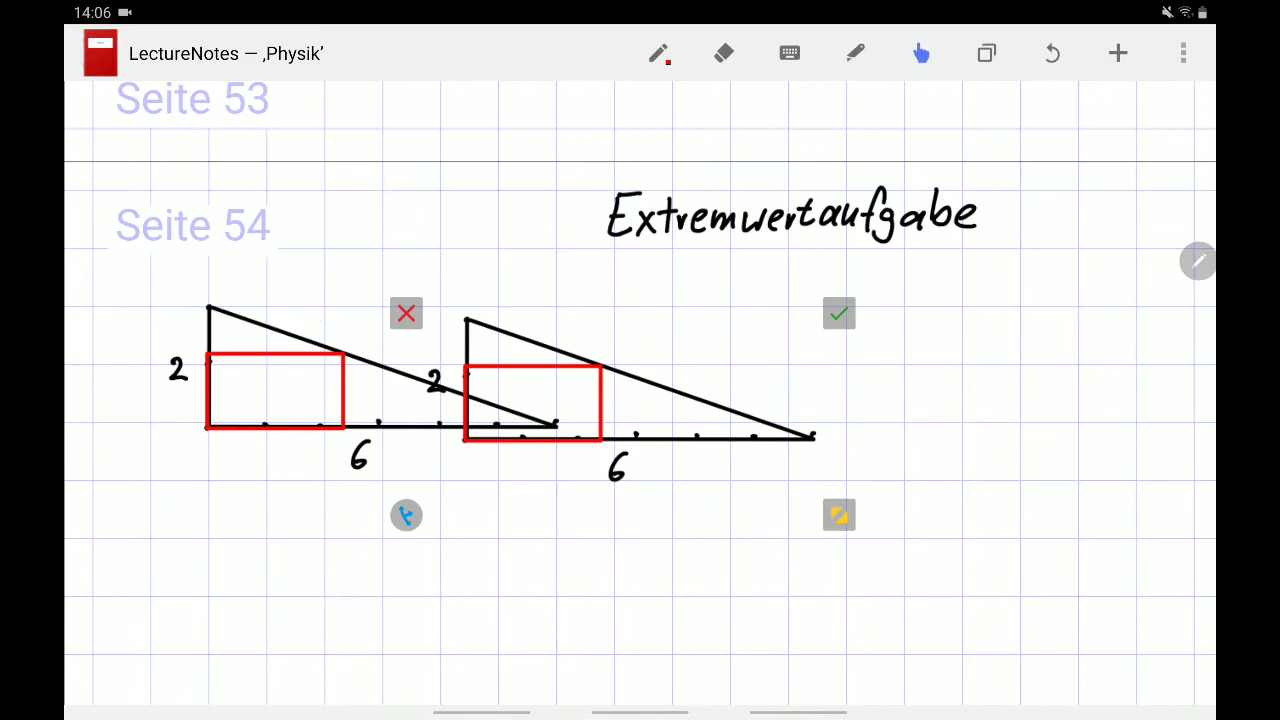 14:06
LectureNotes — ‚Physik‘
Seite 53
Seite 54
Extremwertaufgabe
2
2
6
6